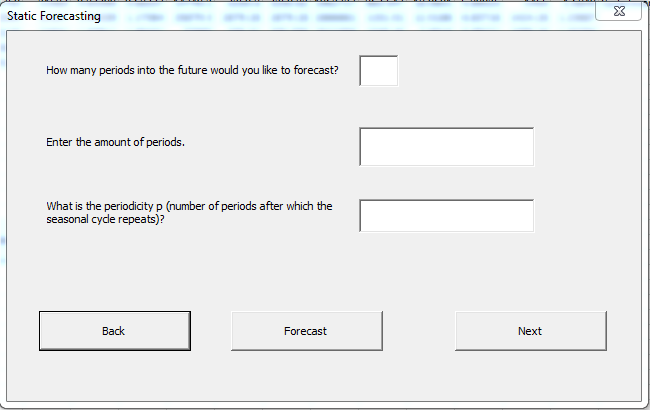 Static Forecasting
How many periods into the future would you like to forecast?
Enter the amount of periods.
What is the periodicity p (number of periods after which the
seasonal cycle repeats)?
Back
Forecast
Next